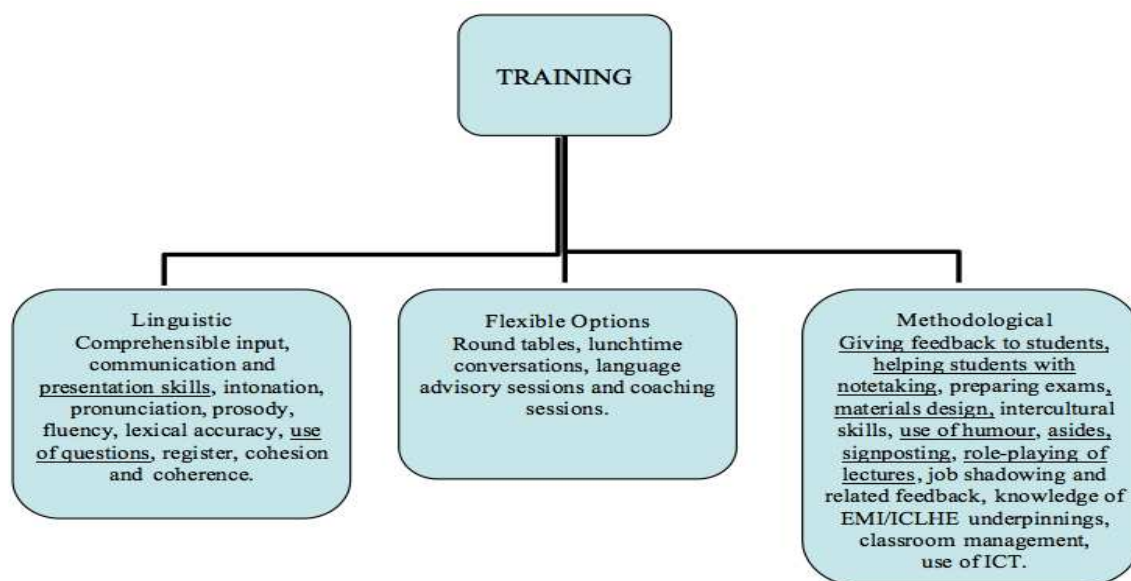 TRAINING
Linguistic
Comprehensible input,
communication and
presentation skills, intonation,
pronunciation, prosody,
fluency, lexical accuracy, use
of questions, register, cohesion
and coherence.
Flexible Options
Round tables, lunchtime
conversations, language
advisory sessions and coaching
sessions.
Methodological
Giving feedback to students,
helping students with
notetaking, preparing exams,
materials design, intercultural
skills, use of humour, asides,
signposting, role-playing of
lectures, job shadowing and
related feedback, knowledge of
EMI/ICLHE underpinnings,
classroom management,
use of ICT.